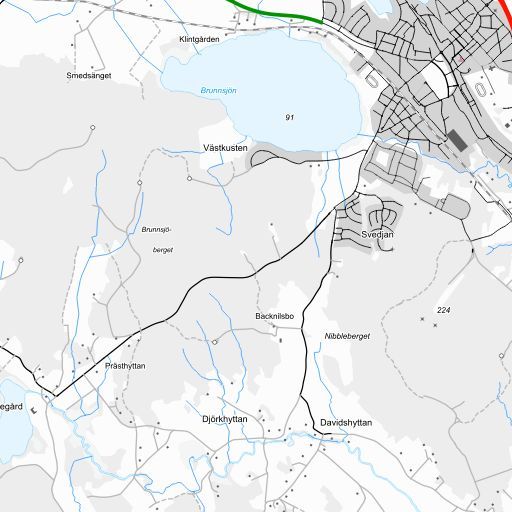 Klintgården
Smedsänget
Brunnsjön
91
Västkusten
Brunnsjö-
berget
Svedjan
224
Backnilsbo
Nibbleberget
Prästhyttan
egård
Djörkhyttan
Davidshyttan